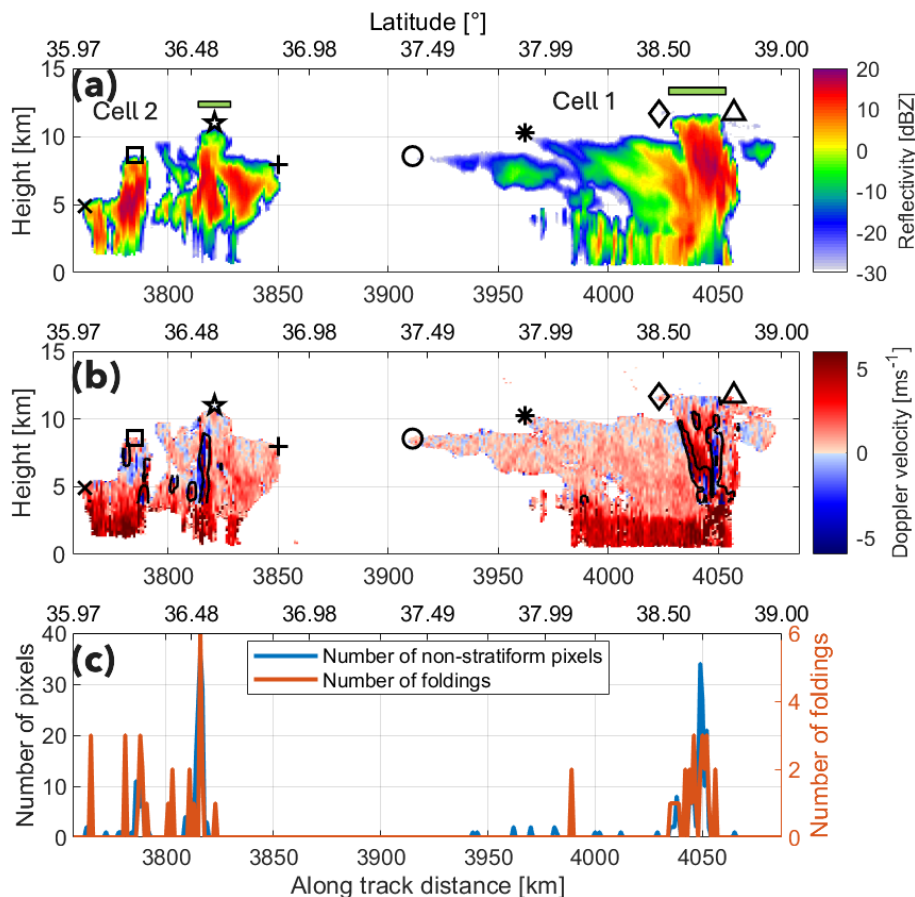 Latitude [°]
35.97 36.48 36.98 37.49 37.99 38.50 39.00
(a)
Cell 2
Cell 1
Height [km]
15
10
5
0
3800 3850 3900 3950 4000 4050
20
10
0
-10
-20
-30
Reflectivity [dBZ]
35.97 36.48 36.98 37.49 37.99 38.50 39.00
(b)
Height [km]
15
10
5
0
3800 3850 3900 3950 4000 4050
5
0
-5
Doppler velocity [ms-1]
35.97 36.48 36.98 37.49 37.99 38.50 39.00
(c)
Number of pixels
40
30
20
10
0
Number of non-stratiform pixels
Number of foldings
6
4
2
0
Number of foldings
3800 3850 3900 3950 4000 4050
Along track distance [km]